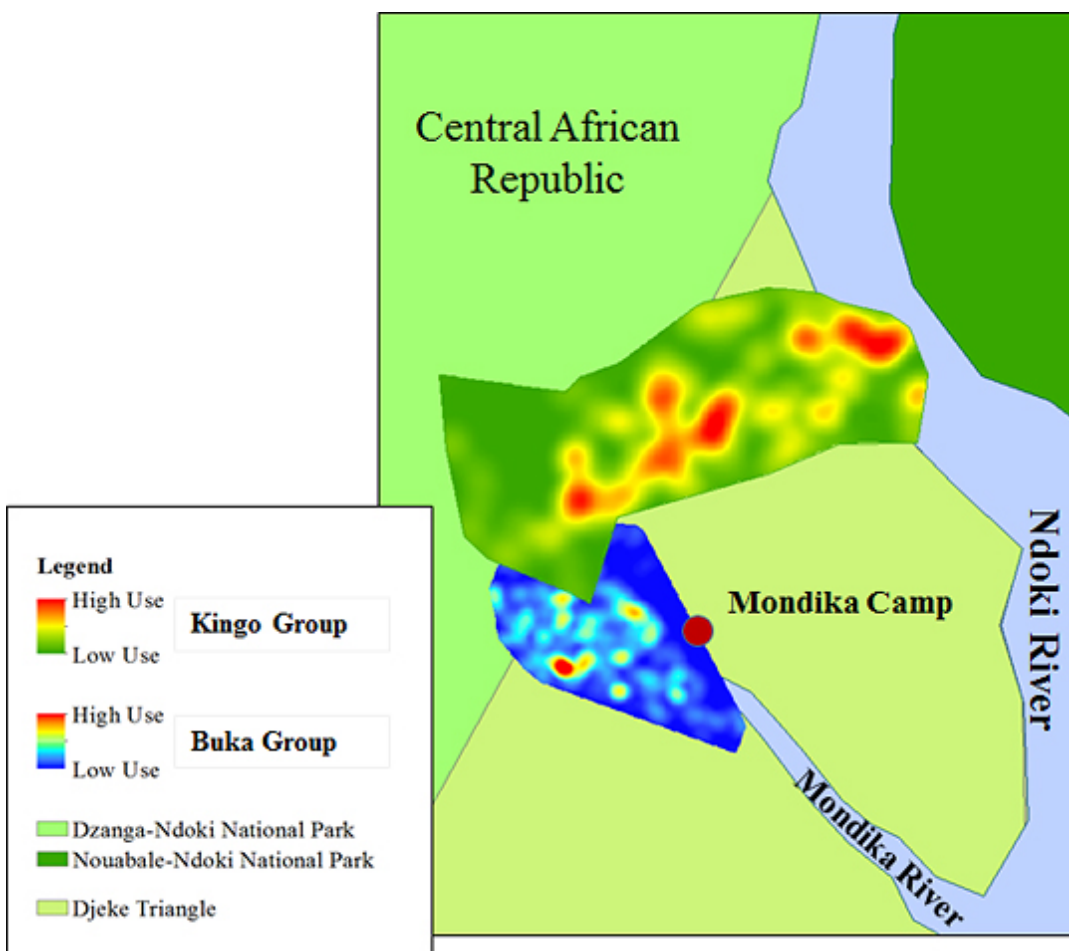 Central African
Republic
Ndoki River
Mondika Camp
Mondika River
Legend
High Use
Kingo Group
Low Use
High Use
Buka Group
Low Use
Dzanga-Ndoki National Park
Nouabale-Ndoki National Park
Djeke Triangle